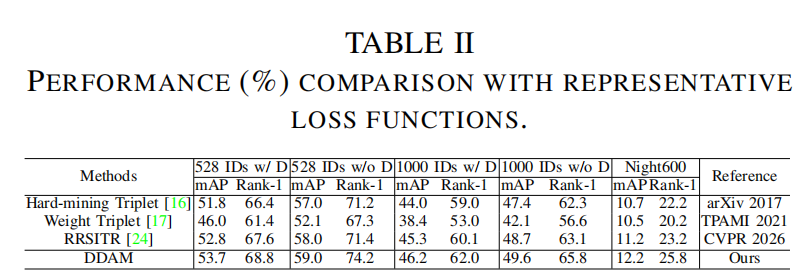 TABLE II
PERFORMANCE (%) COMPARISON WITH REPRESENTATIVE
LOSS FUNCTIONS.
Methods 528 IDs w/ D 528 IDs w/o D 1000 IDs w/ D 1000 IDs w/o D Night600 Reference
mAP Rank-1 mAP Rank-1 mAP Rank-1 mAP Rank-1 mAP Rank-1
Hard-mining Triplet [16] 51.8 66.4 57.0 71.2 44.0 59.0 47.4 62.3 10.7 22.2 arXiv 2017
Weight Triplet [17] 46.0 61.4 52.1 67.3 38.4 53.0 42.1 56.6 10.5 20.2 TPAMI 2021
RRSITR [24] 52.8 67.6 58.0 71.4 45.3 60.1 48.7 63.1 11.2 23.2 CVPR 2026
DDAM 53.7 68.8 59.0 74.2 46.2 62.0 49.6 65.8 12.2 25.8 Ours